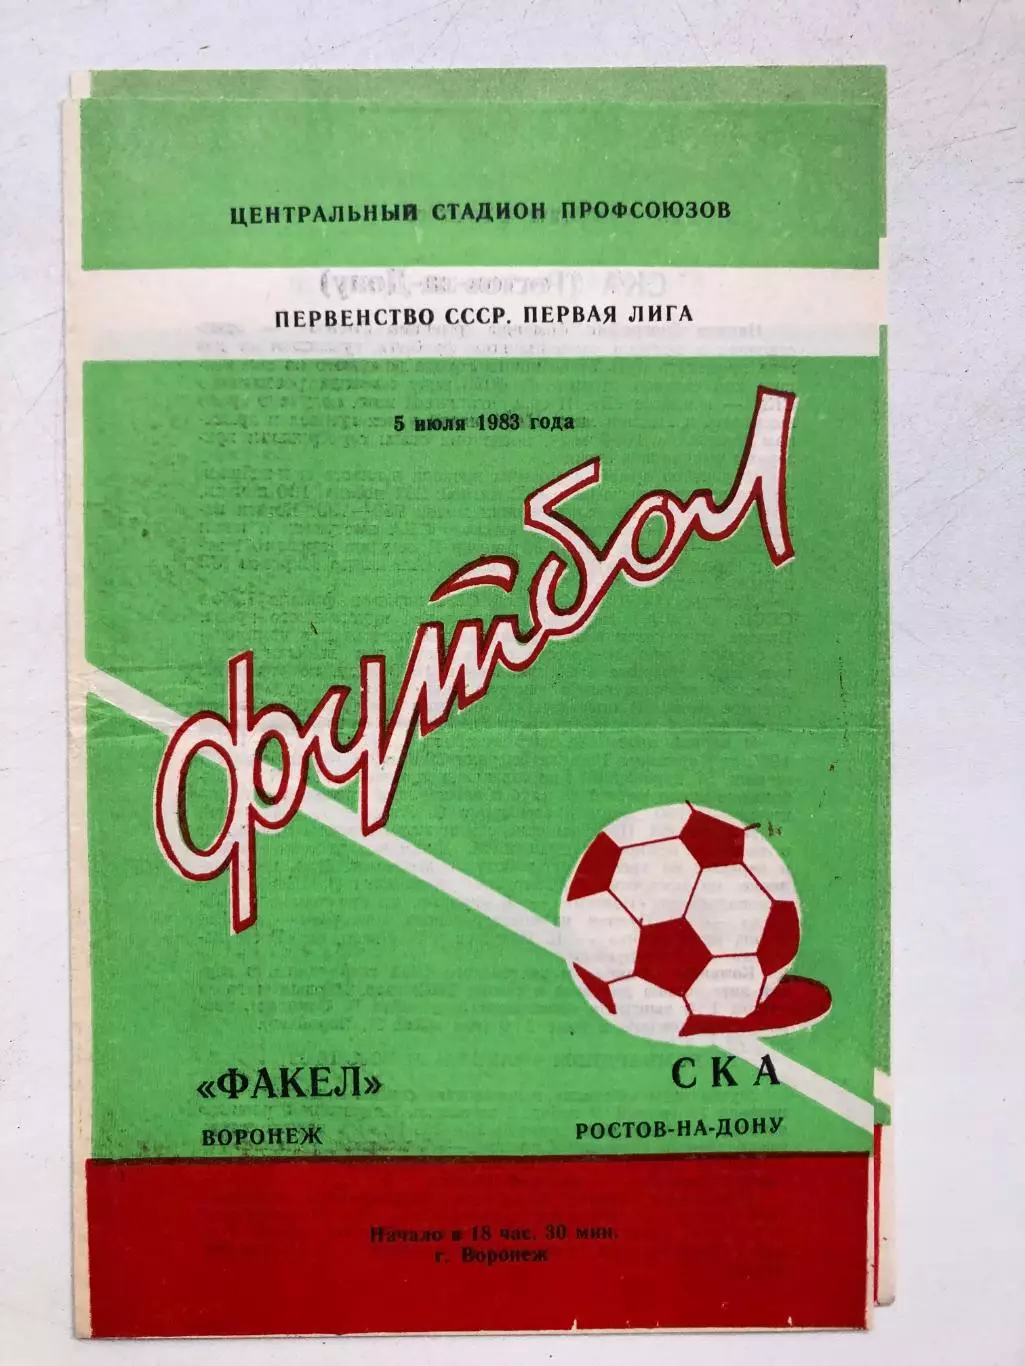 ЦЕНТРАЛЬНЫЙ СТАДИОН ПРОФСОЮЗОВ
ПЕРВЕНСТВО СССР. ПЕРВАЯ ЛИГА
5 июля 1983 года
футбол
«ФАКЕЛ»
ВОРОНЕЖ
СКА
РОСТОВ-НА-ДОНУ
Начало в 18 час. 30 мин.
г. Воронеж